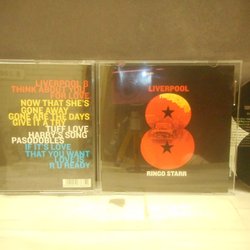 LIVERPOOL 8
THINK ABOUT YOU
FOR LOVE
NOW THAT SHE'S
GONE AWAY
GONE ARE THE DAYS
GIVE IT A TRY
TUFF LOVE
HARRY'S SONG
PASODOBLES
IF IT'S LOVE
THAT YOU WANT
LOVE IS
R U READY
LIVERPOOL
8
RINGO STARR